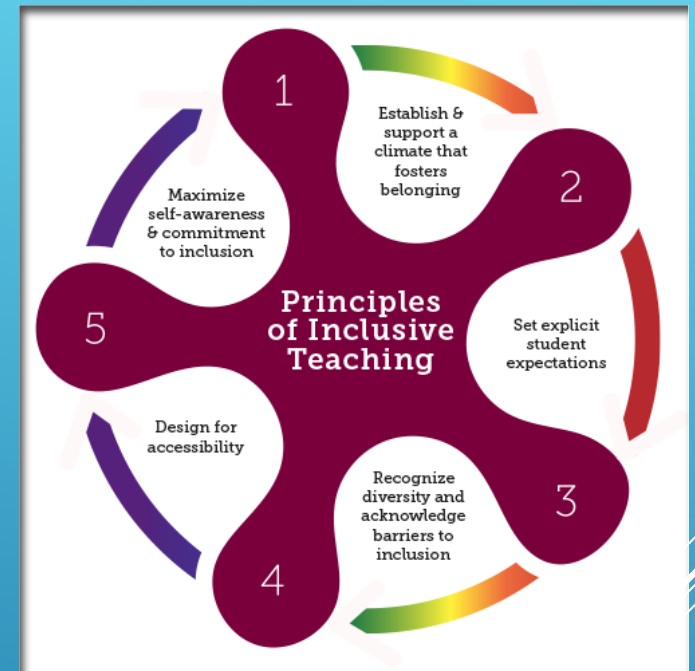 Principles
of Inclusive
Teaching
1
Establish &
support a
climate that
fosters
belonging
2
Set explicit
student
expectations
3
Recognize
diversity and
acknowledge
barriers to
inclusion
4
Design for
accessibility
5
Maximize
self-awareness
& commitment
to inclusion